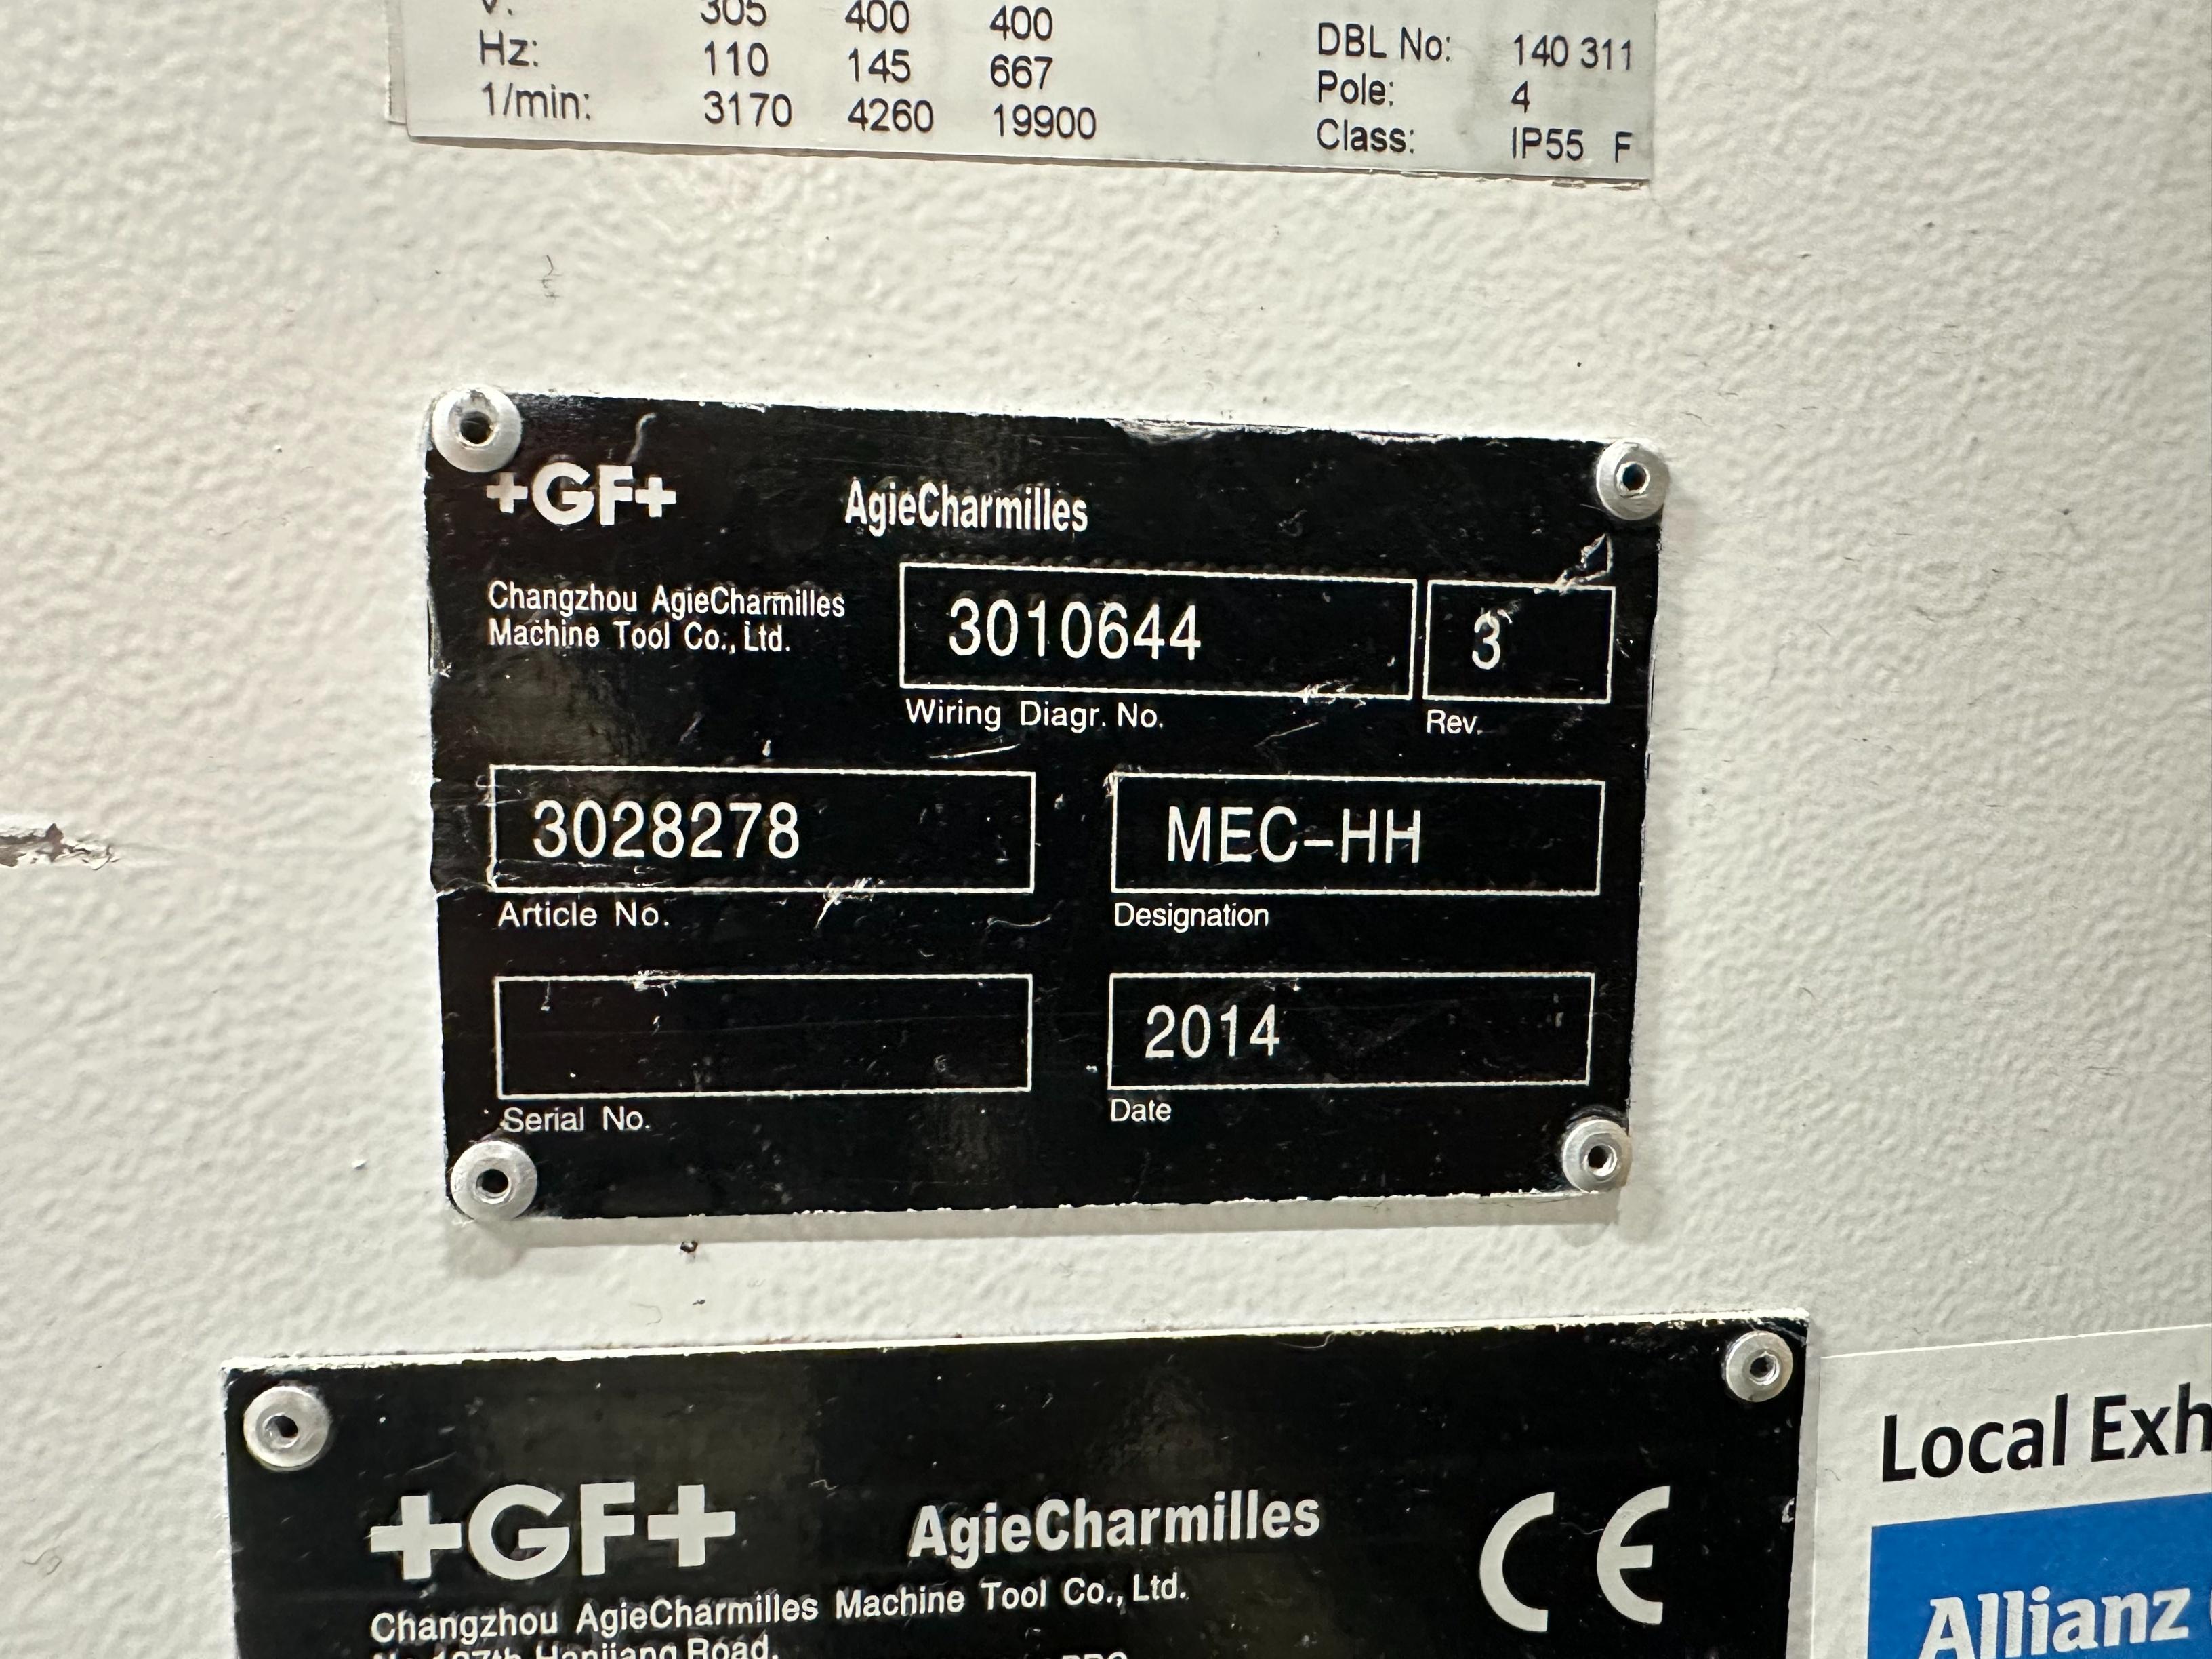 V: 305 400 400
Hz: 110 145 667
1/min: 3170 4260 19900
DBL No: 140 311
Pole: 4
Class: IP55 F
+GF+ AgieCharmilles
Changzhou AgieCharmilles
Machine Tool Co., Ltd.
3010644 3
Wiring Diagr. No. Rev.
3028278 MEC-HH
Article No. Designation
2014
Serial No. Date
+GF+ AgieCharmilles CE
Changzhou AgieCharmilles Machine Tool Co., Ltd.
Road,
Local Exh
Allianz